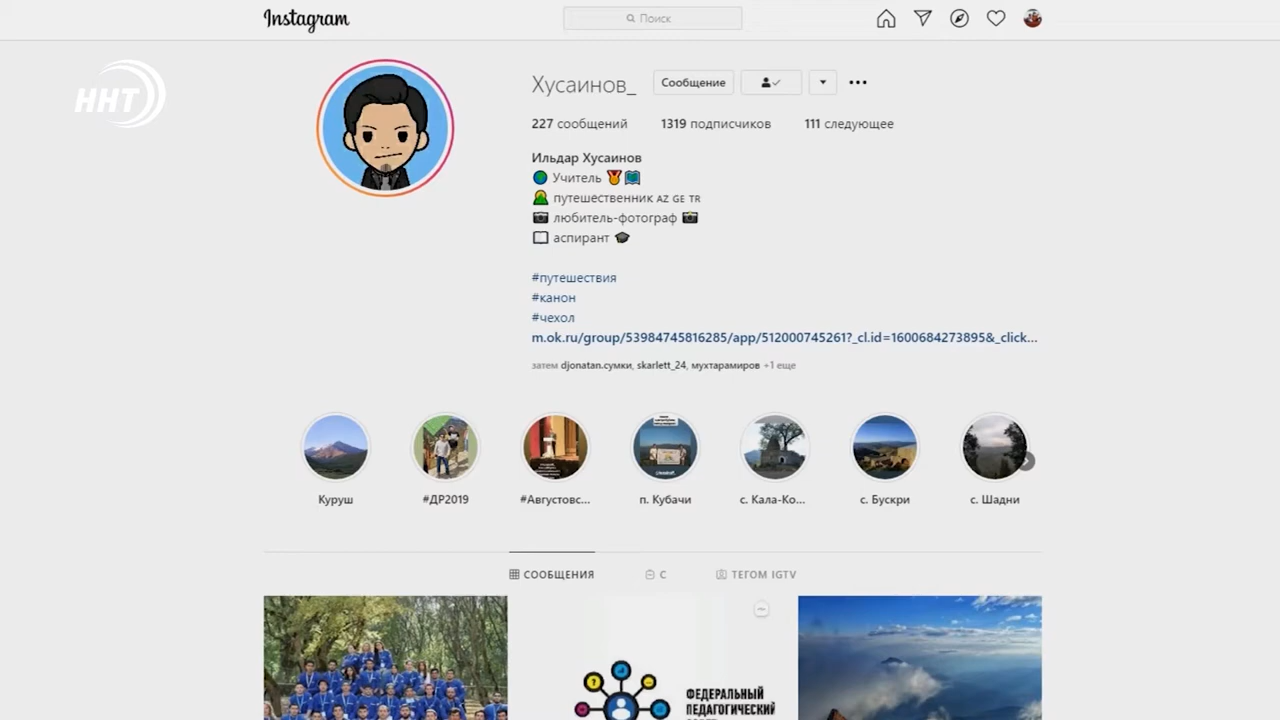 Instagram
Поиск
ННТ
Хусаинов_
Сообщение
227 сообщений
1319 подписчиков
111 следующее
Ильдар Хусаинов
Учитель
путешественник AZ GE TR
любитель-фотограф
аспирант
#путешествия
#канон
#чехол
m.ok.ru/group/53984745816285/app/512000745261?_cl.id=1600684273895&_click...
затем djonatan.сумки, skarlett_24, мухтарамиров +1 еще
Куруш
#ДР2019
#Августовс...
п. Кубачи
с. Кала-Ко...
с. Бускри
с. Шадни
СООБЩЕНИЯ
С
ТЕГОМ IGTV
ФЕДЕРАЛЬНЫЙ
ПЕДАГОГИЧЕСКИЙ